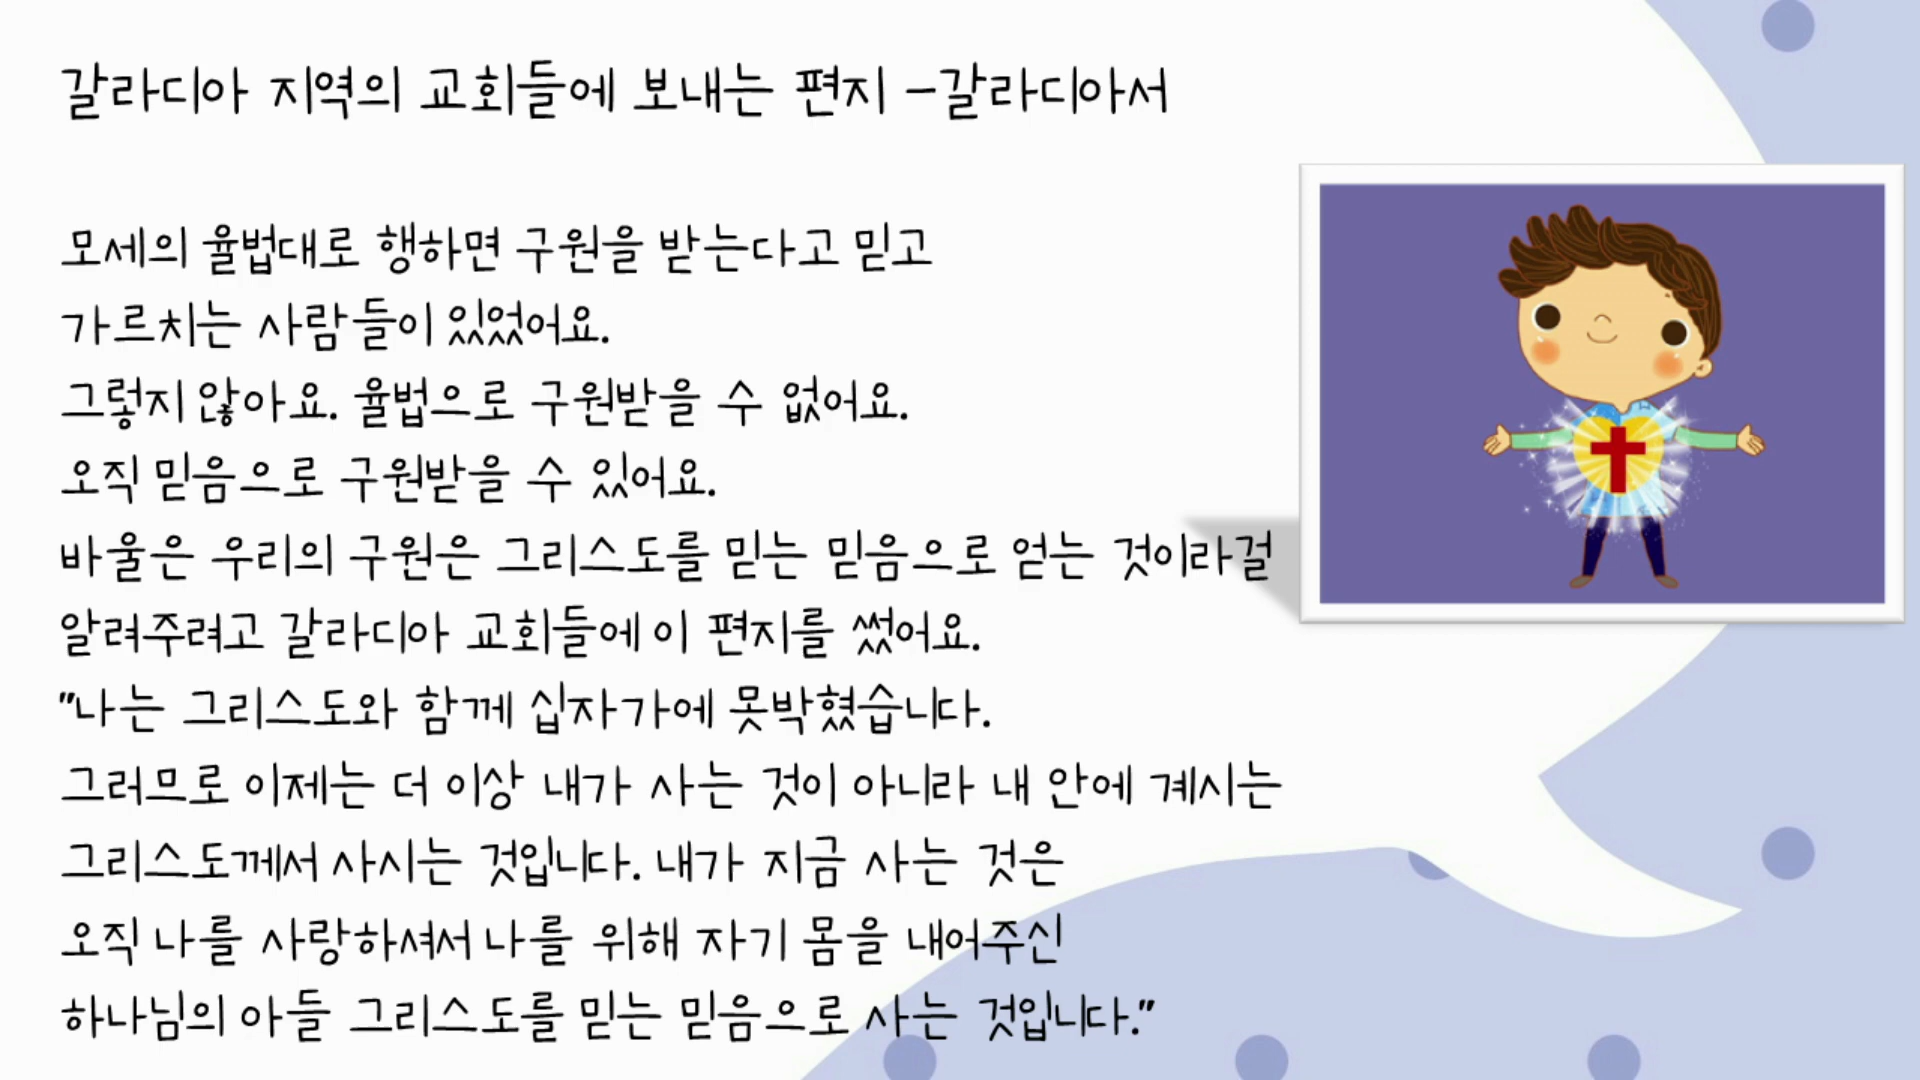 갈라디아 지역의 교회들에 보내는 편지 -갈라디아서
모세의 율법대로 행하면 구원을 받는다고 믿고
가르치는 사람들이 있었어요.
그렇지 않아요. 율법으로 구원받을 수 없어요.
오직 믿음으로 구원받을 수 있어요.
바울은 우리의 구원은 그리스도를 믿는 믿음으로 얻는 것이라걸
알려주려고 갈라디아 교회들에 이 편지를 썼어요.
"나는 그리스도와 함께 십자가에 못박혔습니다.
그러므로 이제는 더 이상 내가 사는 것이 아니라 내 안에 계시는
그리스도께서 사시는 것입니다. 내가 지금 사는 것은
오직 나를 사랑하셔서 나를 위해 자기 몸을 내어주신
하나님의 아들 그리스도를 믿는 믿음으로 사는 것입니다."